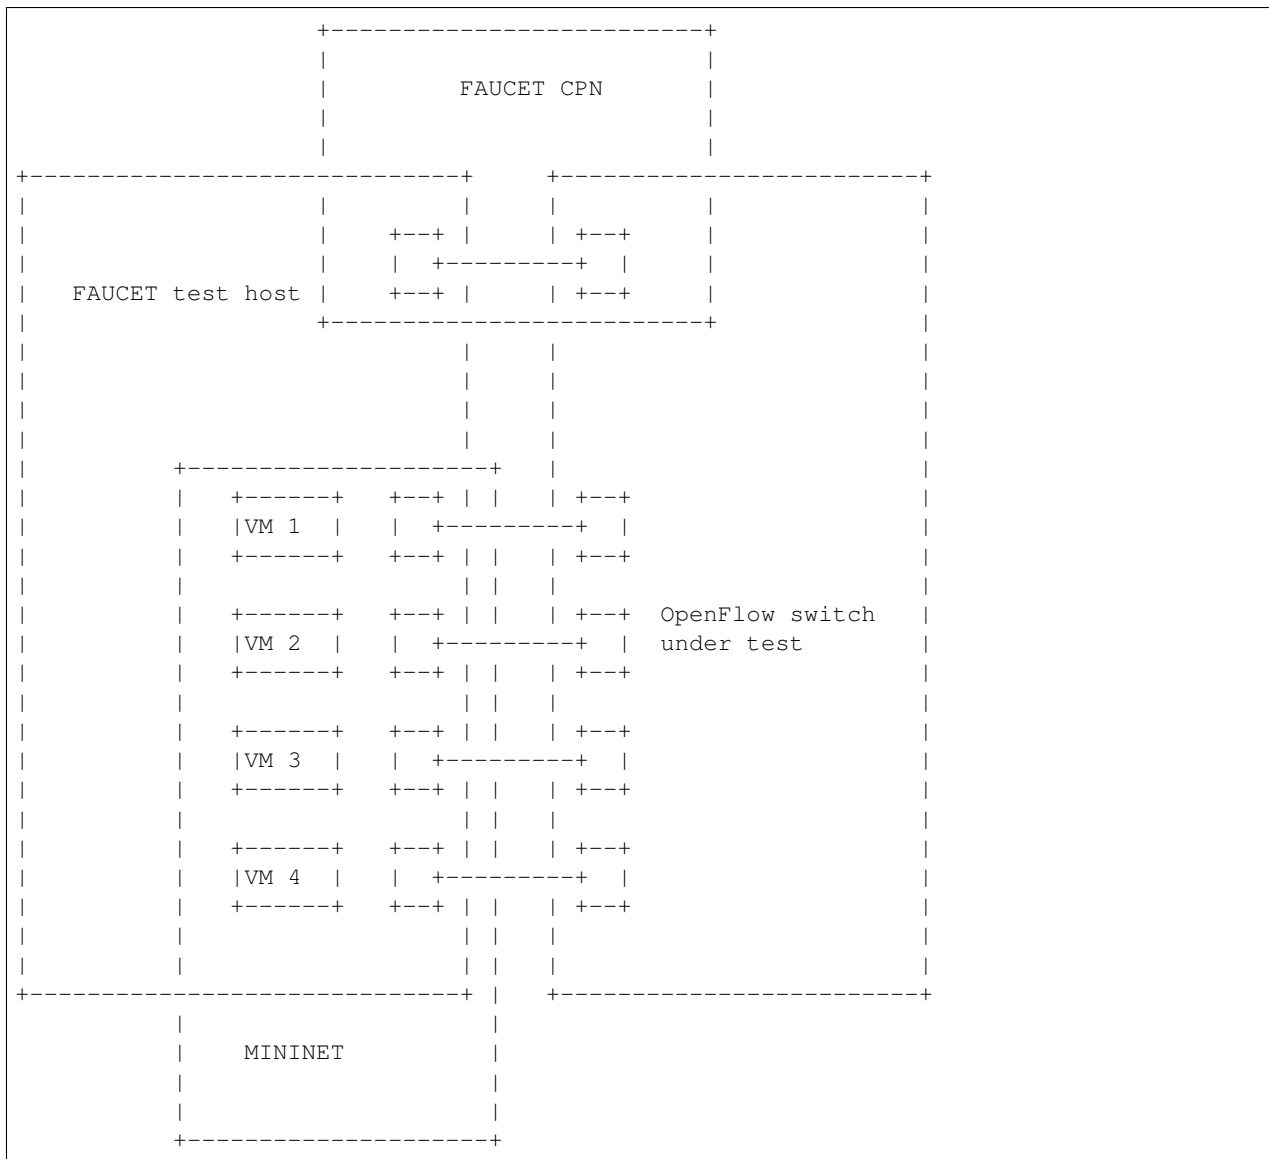 FAUCET CPN
FAUCET test host
VM 1
VM 2
OpenFlow switch
under test
VM 3
VM 4
MININET